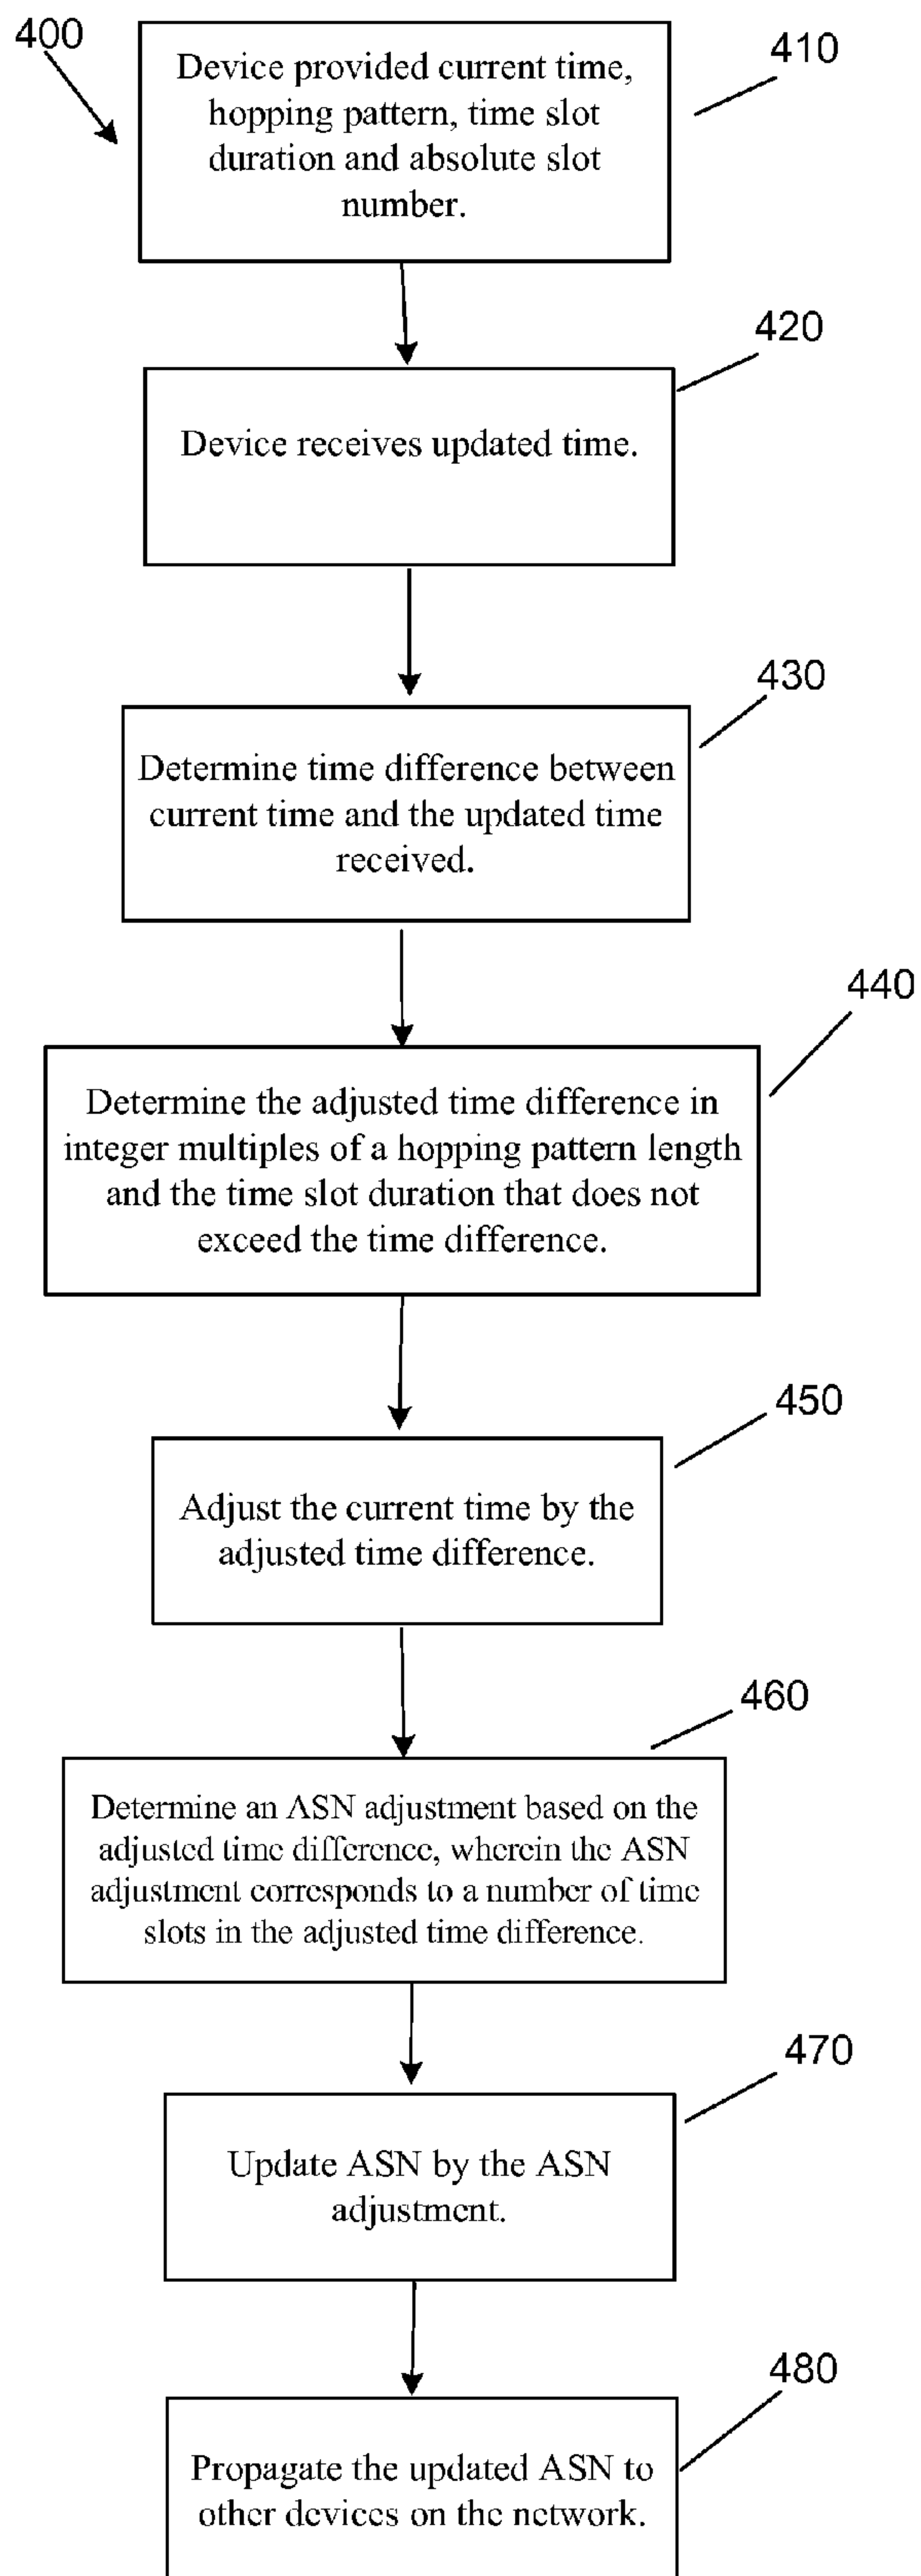 400
410
Device provided current time,
hopping pattern, time slot
duration and absolute slot
number.
420
Device receives updated time.
430
Determine time difference between
current time and the updated time
received.
440
Determine the adjusted time difference in
integer multiples of a hopping pattern length
and the time slot duration that does not
exceed the time difference.
450
Adjust the current time by the
adjusted time difference.
460
Determine an ASN adjustment based on the
adjusted time difference, wherein the ASN
adjustment corresponds to a number of time
slots in the adjusted time difference.
470
Update ASN by the ASN
adjustment.
480
Propagate the updated ASN to
other devices on the network.